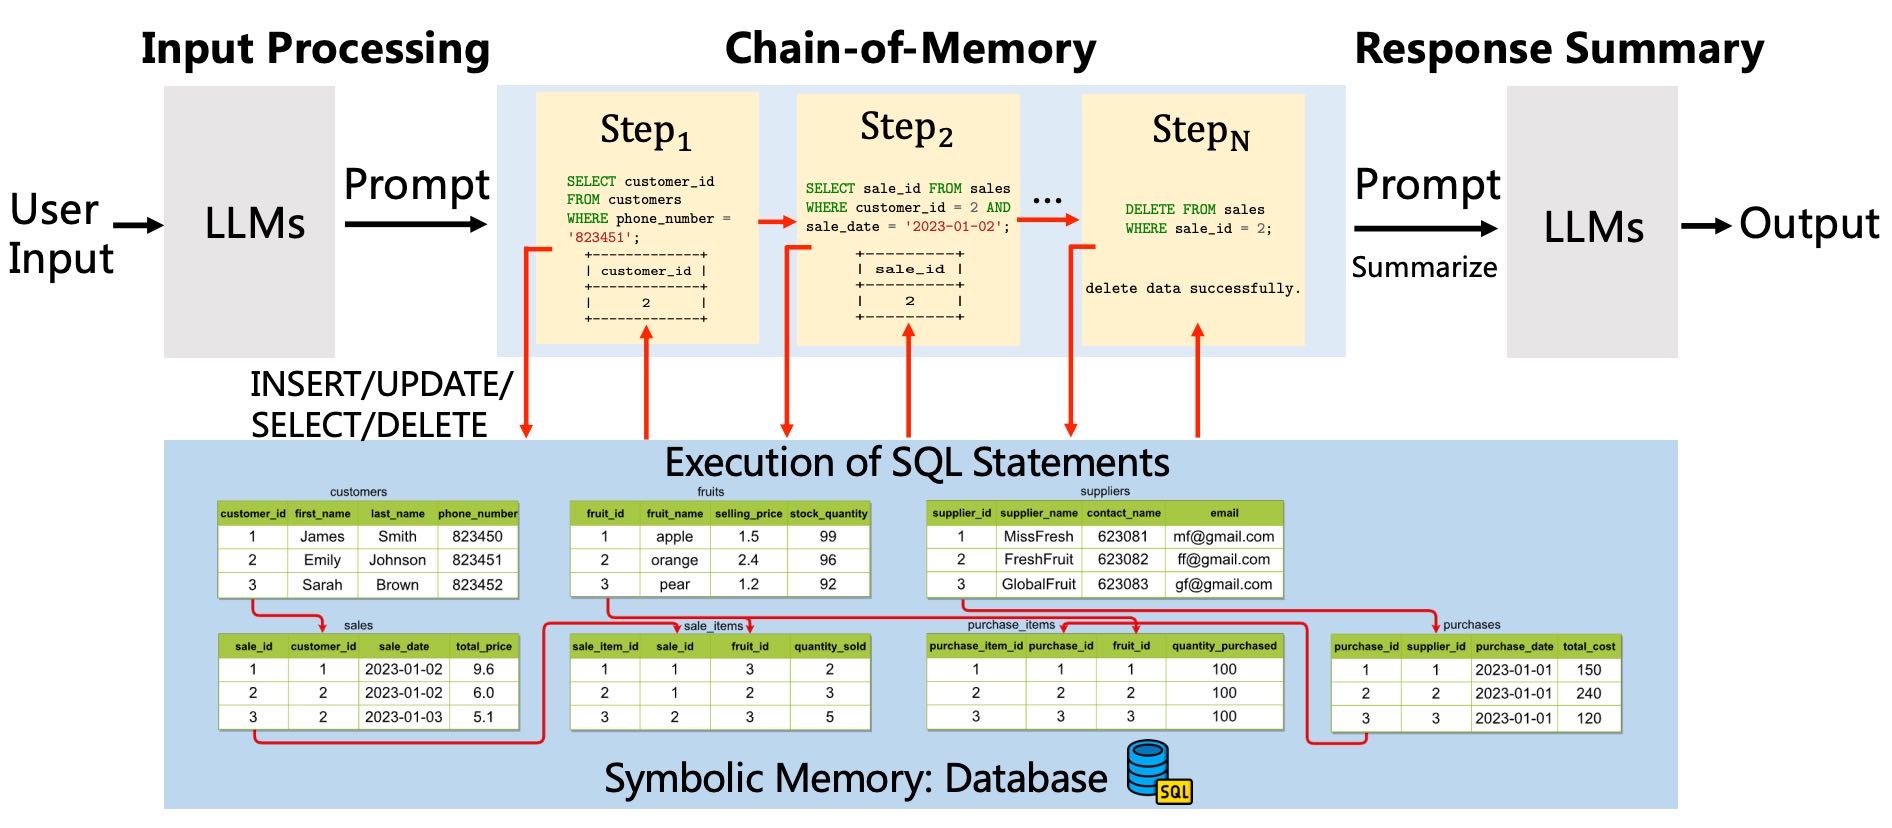 Input Processing
Chain-of-Memory
Response Summary
User
Input
LLMs
Prompt
Step1
SELECT customer_id
FROM customers
WHERE phone_number =
'823451';
+-------------+
| customer_id |
+-------------+
| 2 |
+-------------+
Step2
SELECT sale_id FROM sales
WHERE customer_id = 2 AND
sale_date = '2023-01-02';
+---------+
| sale_id |
+---------+
| 2 |
+---------+
...
StepN
DELETE FROM sales
WHERE sale_id = 2;
delete data successfully.
Prompt
Summarize
LLMs
Output
INSERT/UPDATE/
SELECT/DELETE
Execution of SQL Statements
customers
customer_id first_name last_name phone_number
1 James Smith 823450
2 Emily Johnson 823451
3 Sarah Brown 823452
fruits
fruit_id fruit_name selling_price stock_quantity
1 apple 1.5 99
2 orange 2.4 96
3 pear 1.2 92
suppliers
supplier_id supplier_name contact_name email
1 MissFresh 623081 mf@gmail.com
2 FreshFruit 623082 ff@gmail.com
3 GlobalFruit 623083 gf@gmail.com
sales
sale_id customer_id sale_date total_price
1 1 2023-01-02 9.6
2 2 2023-01-02 6.0
3 2 2023-01-03 5.1
sale_items
sale_item_id sale_id fruit_id quantity_sold
1 1 3 2
2 1 2 3
3 2 3 5
purchase_items
purchase_item_id purchase_id fruit_id quantity_purchased
1 1 1 100
2 2 2 100
3 3 3 100
purchases
purchase_id supplier_id purchase_date total_cost
1 1 2023-01-01 150
2 2 2023-01-01 240
3 3 2023-01-01 120
Symbolic Memory: Database
SQL